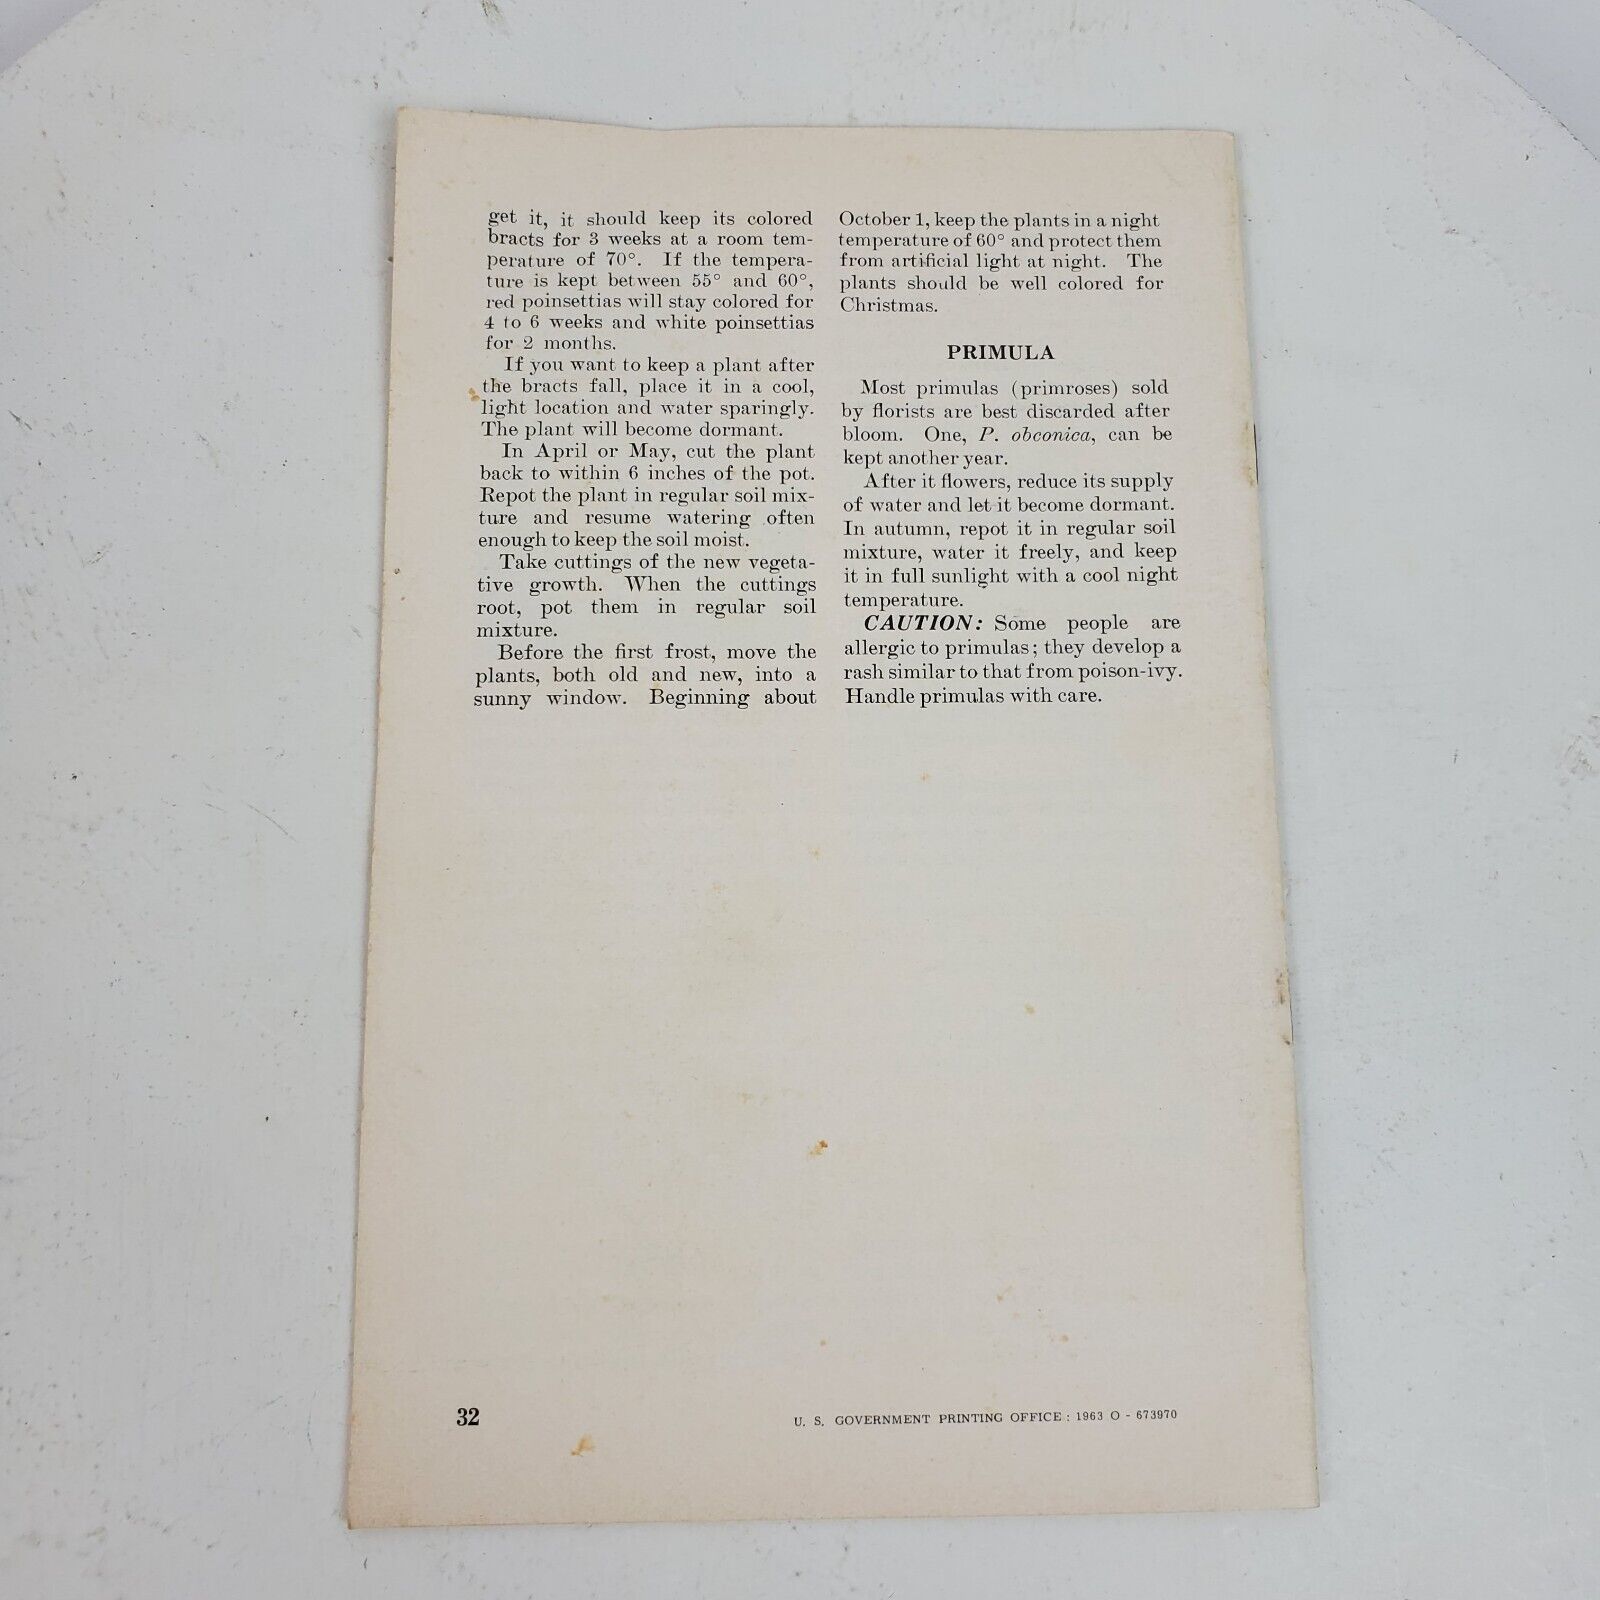 get it, it should keep its colored
bracts for 3 weeks at a room tem-
perature of 70°. If the tempera-
ture is kept between 55° and 60°,
red poinsettias will stay colored for
4 to 6 weeks and white poinsettias
for 2 months.
If you want to keep a plant after
the bracts fall, place it in a cool,
light location and water sparingly.
The plant will become dormant.
In April or May, cut the plant
back to within 6 inches of the pot.
Repot the plant in regular soil mix-
ture and resume watering often
enough to keep the soil moist.
Take cuttings of the new vegeta-
tive growth. When the cuttings
root, pot them in regular soil
mixture.
Before the first frost, move the
plants, both old and new, into a
sunny window. Beginning about
October 1, keep the plants in a night
temperature of 60° and protect them
from artificial light at night. The
plants should be well colored for
Christmas.
PRIMULA
Most primulas (primroses) sold
by florists are best discarded after
bloom. One, P. obconica, can be
kept another year.
After it flowers, reduce its supply
of water and let it become dormant.
In autumn, repot it in regular soil
mixture, water it freely, and keep
it in full sunlight with a cool night
temperature.
CAUTION: Some people are
allergic to primulas; they develop a
rash similar to that from poison-ivy.
Handle primulas with care.
32
U. S. GOVERNMENT PRINTING OFFICE : 1963 O - 673970